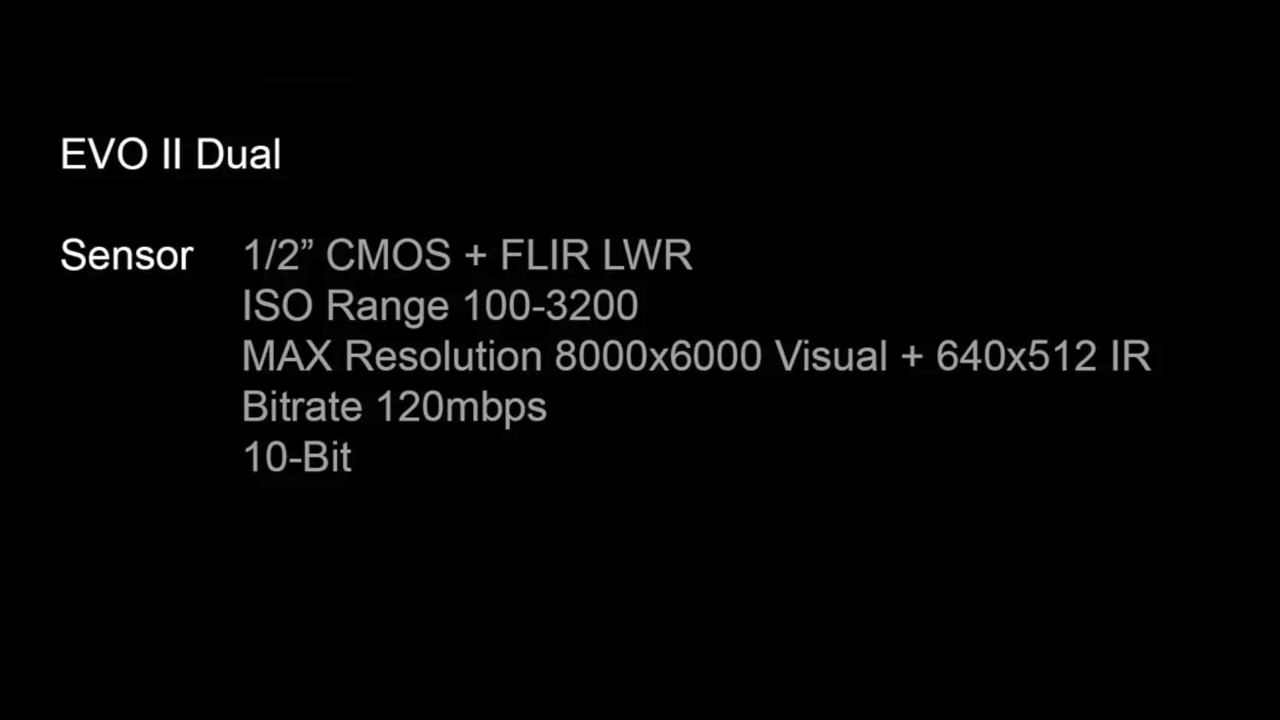 EVO II Dual
Sensor 1/2” CMOS + FLIR LWR
ISO Range 100-3200
MAX Resolution 8000x6000 Visual + 640x512 IR
Bitrate 120mbps
10-Bit